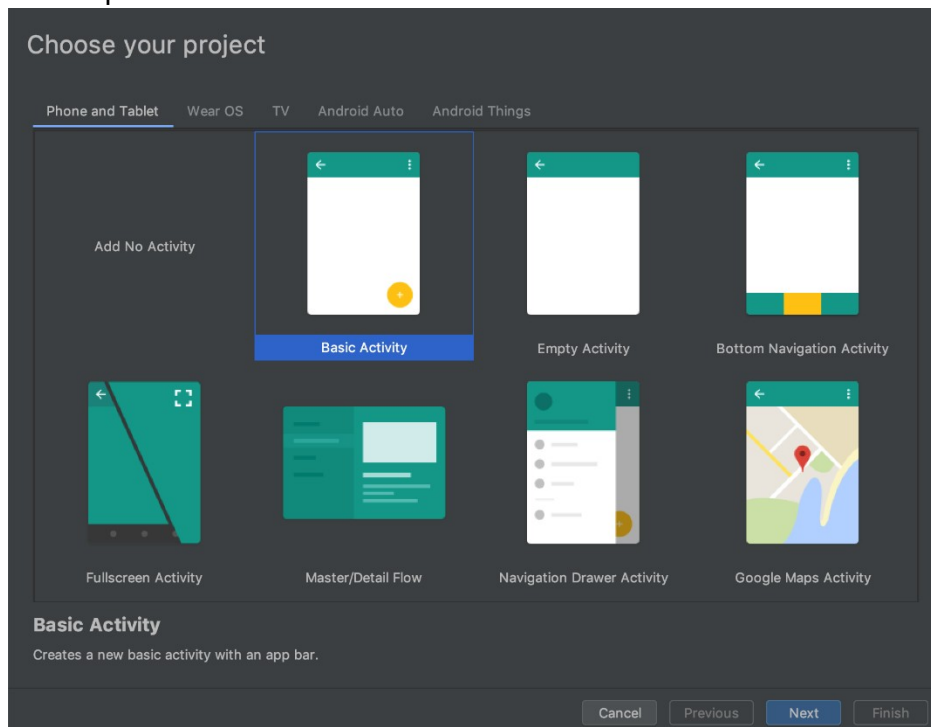 Choose your project
Phone and Tablet Wear OS TV Android Auto Android Things
Add No Activity
Basic Activity
Empty Activity
Bottom Navigation Activity
Fullscreen Activity
Master/Detail Flow
Navigation Drawer Activity
Google Maps Activity
Basic Activity
Creates a new basic activity with an app bar.
Cancel Previous Next Finish